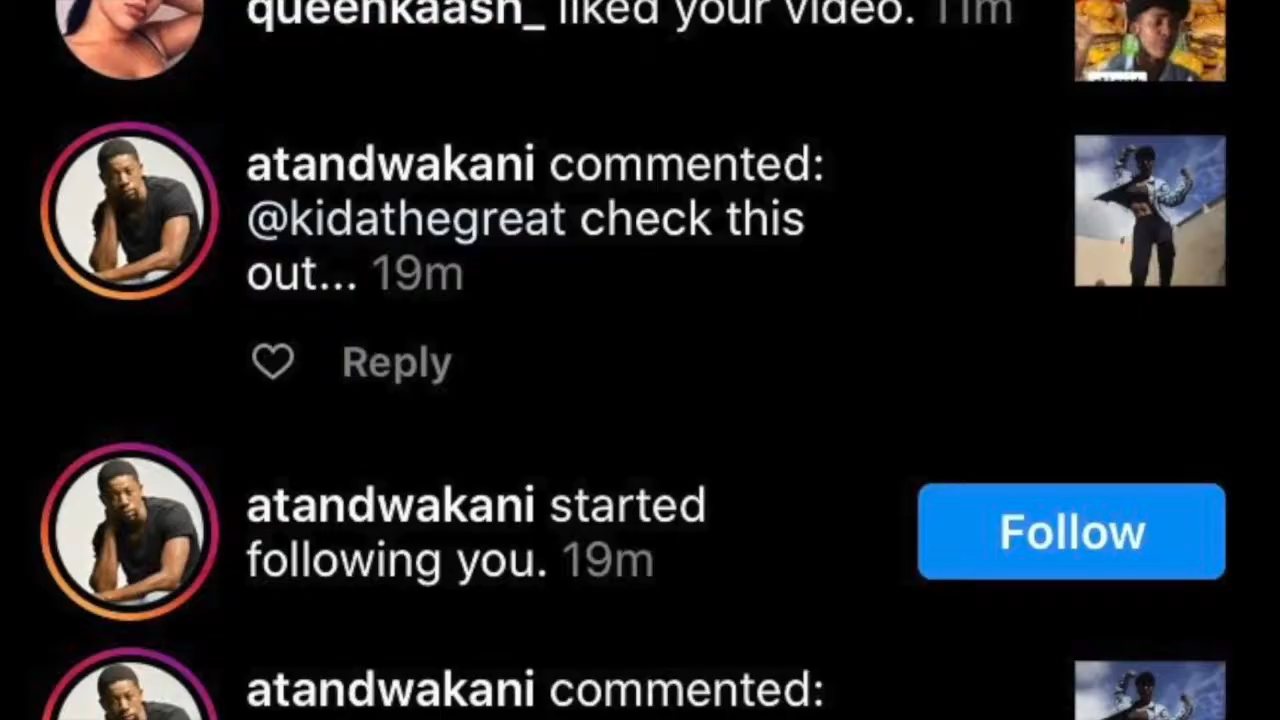 queenkaash_ liked your video. 11m
atandwakani commented:
@kidathegreat check this
out... 19m
Reply
atandwakani started
following you. 19m
Follow
atandwakani commented: